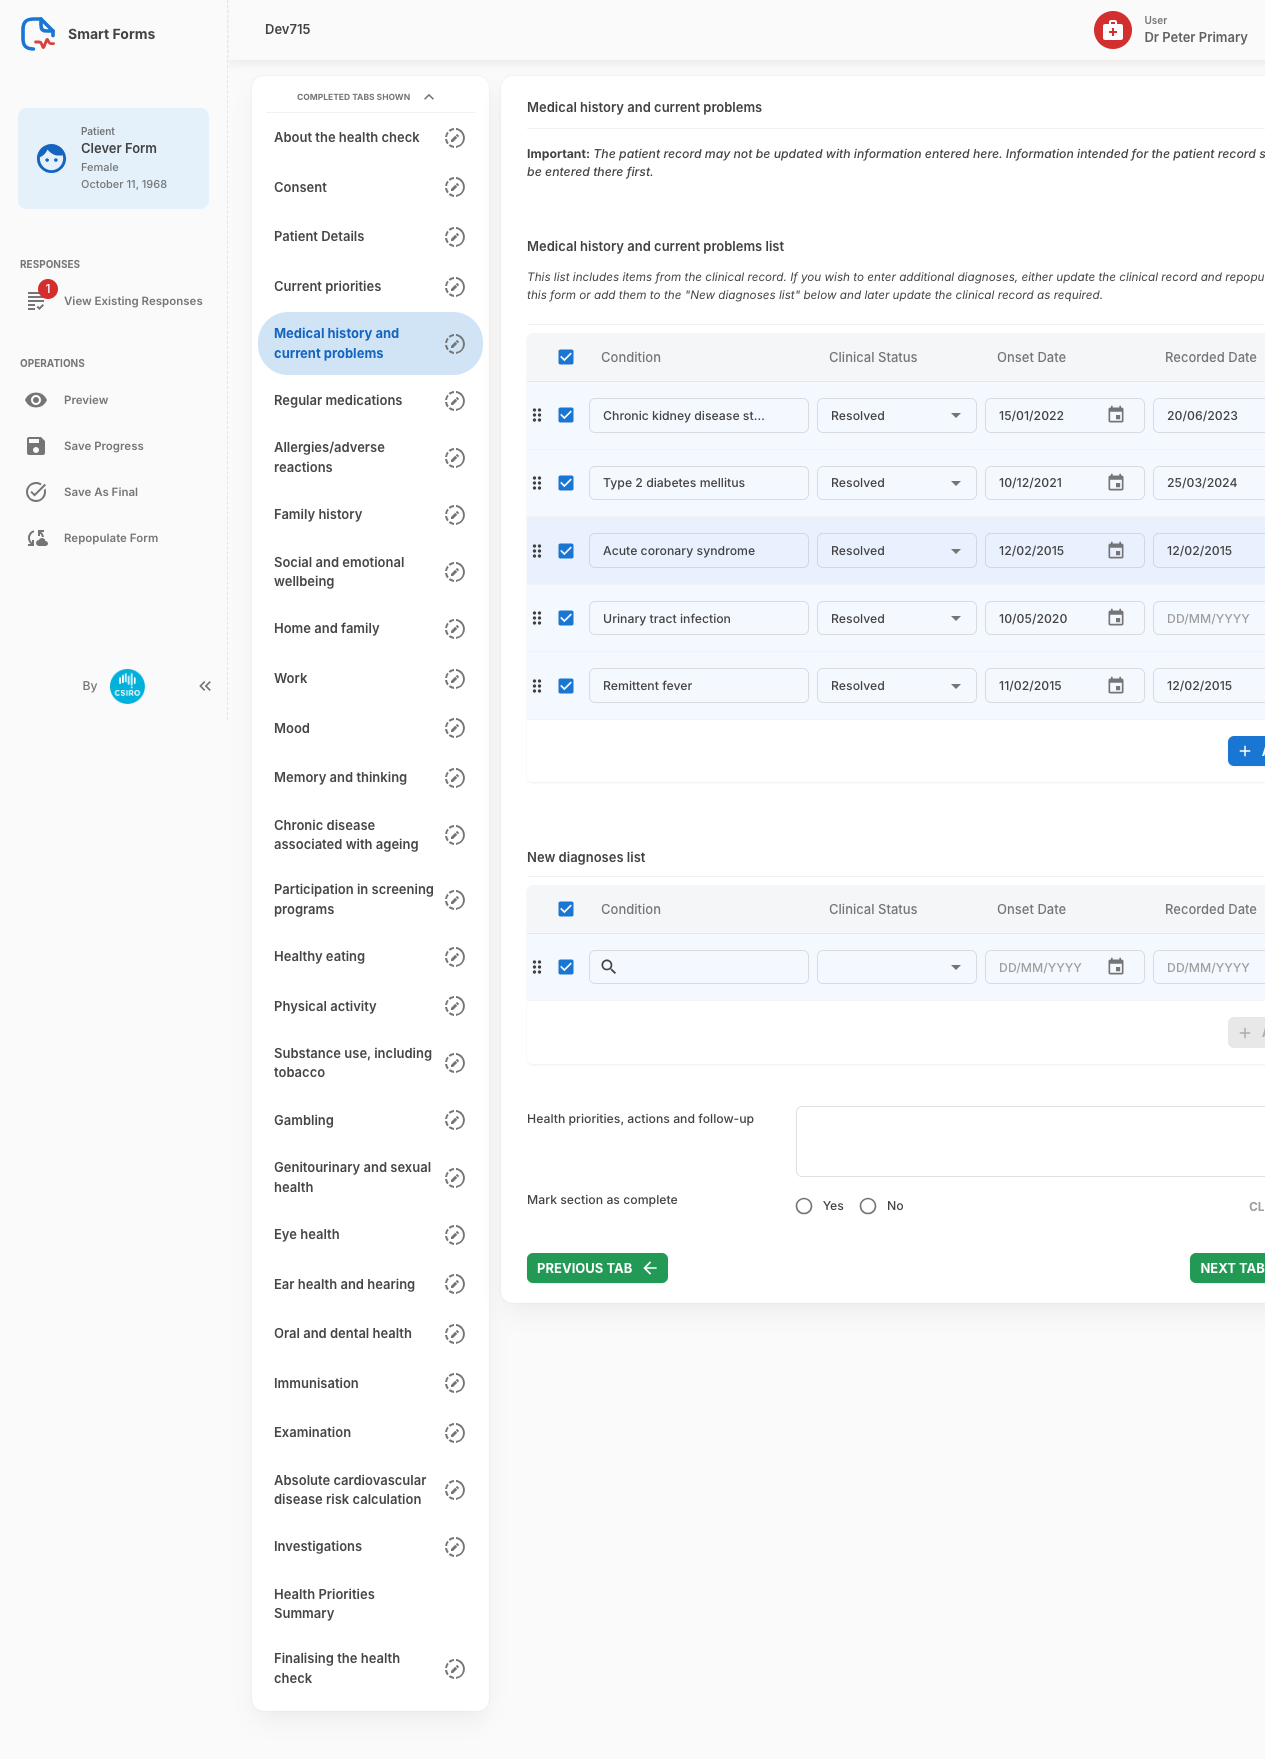 Smart Forms
Dev715
User
Dr Peter Primary
Patient
Clever Form
Female
October 11, 1968
RESPONSES
1
View Existing Responses
OPERATIONS
Preview
Save Progress
Save As Final
Repopulate Form
By
CSIRO
COMPLETED TABS SHOWN
About the health check
Consent
Patient Details
Current priorities
Medical history and
current problems
Regular medications
Allergies/adverse
reactions
Family history
Social and emotional
wellbeing
Home and family
Work
Mood
Memory and thinking
Chronic disease
associated with ageing
Participation in screening
programs
Healthy eating
Physical activity
Substance use, including
tobacco
Gambling
Genitourinary and sexual
health
Eye health
Ear health and hearing
Oral and dental health
Immunisation
Examination
Absolute cardiovascular
disease risk calculation
Investigations
Health Priorities
Summary
Finalising the health
check
Medical history and current problems
Important: The patient record may not be updated with information entered here. Information intended for the patient record s
be entered there first.
Medical history and current problems list
This list includes items from the clinical record. If you wish to enter additional diagnoses, either update the clinical record and repopu
this form or add them to the "New diagnoses list" below and later update the clinical record as required.
Condition Clinical Status Onset Date Recorded Date
Chronic kidney disease st... Resolved 15/01/2022 20/06/2023
Type 2 diabetes mellitus Resolved 10/12/2021 25/03/2024
Acute coronary syndrome Resolved 12/02/2015 12/02/2015
Urinary tract infection Resolved 10/05/2020 DD/MM/YYYY
Remittent fever Resolved 11/02/2015 12/02/2015
New diagnoses list
Condition Clinical Status Onset Date Recorded Date
DD/MM/YYYY DD/MM/YYYY
Health priorities, actions and follow-up
Mark section as complete
Yes No
CL
PREVIOUS TAB
NEXT TAB